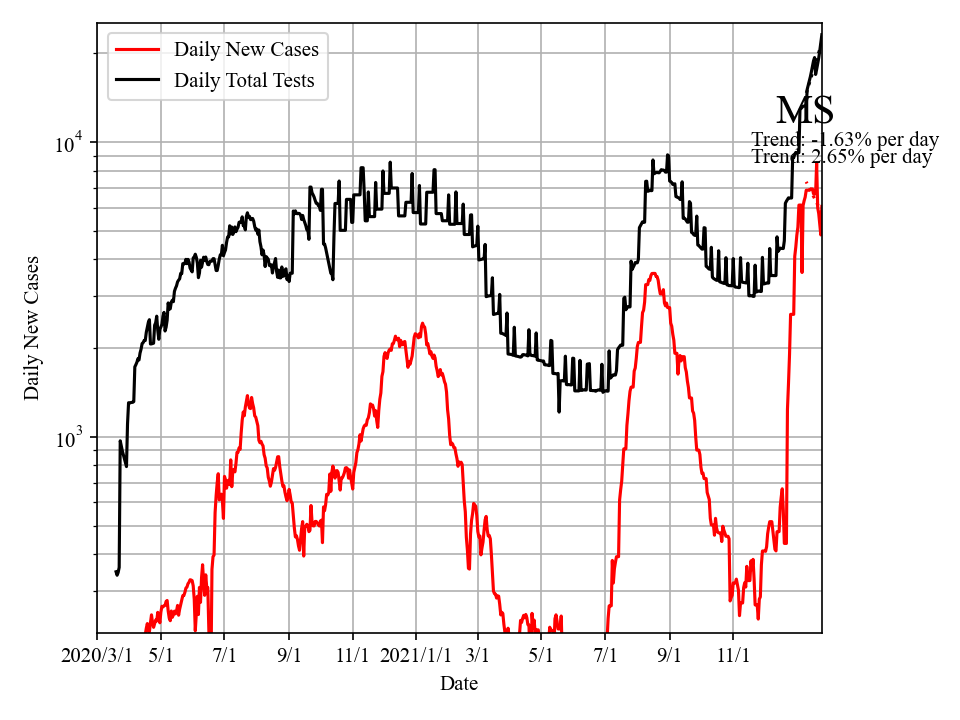 Daily New Cases
Daily Total Tests
MS
Trend: -1.63% per day
Trend: 2.65% per day
10^4
10^3
Daily New Cases
2020/3/1 5/1 7/1 9/1 11/1 2021/1/1 3/1 5/1 7/1 9/1 11/1
Date